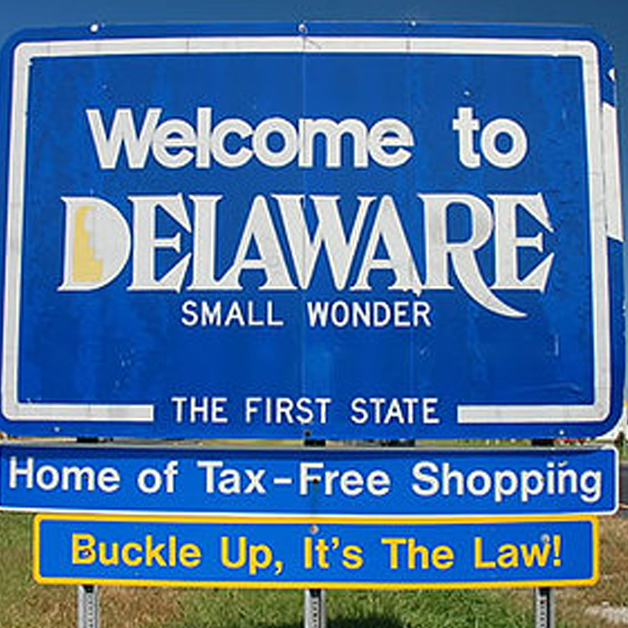 Welcome to
DELAWARE
SMALL WONDER
THE FIRST STATE
Home of Tax-Free Shopping
Buckle Up, It's The Law!